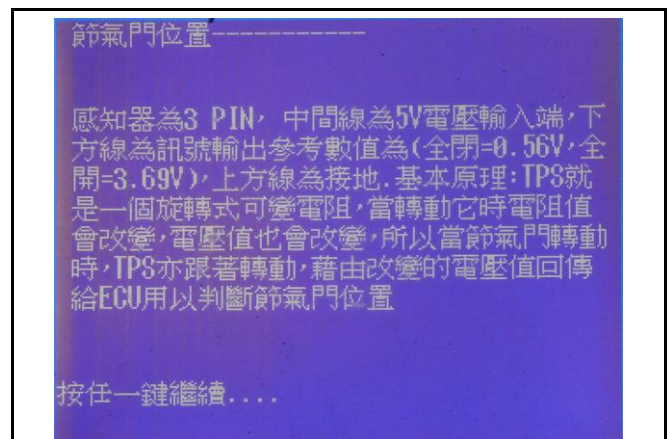 節氣門位置-----------
感知器為3 PIN, 中間線為5V電壓輸入端,下
方線為訊號輸出參考數值為(全閉=0.56V,全
開=3.69V),上方線為接地.基本原理:TPS就
是一個旋轉式可變電阻,當轉動它時電阻值
會改變,電壓值也會改變,所以當節氣門轉動
時,TPS亦跟著轉動,藉由改變的電壓值回傳
給ECU用以判斷節氣門位置
按任一鍵繼續....